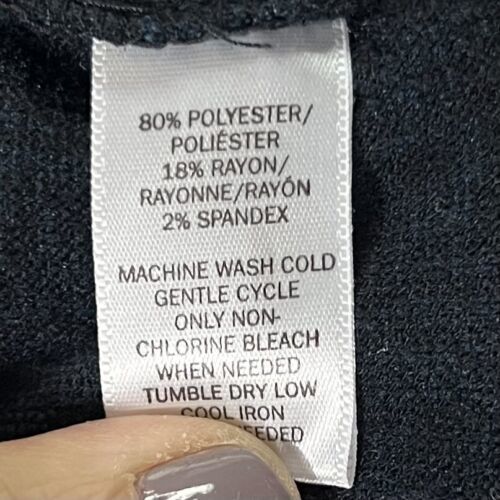 80% POLYESTER/
POLIÉSTER
18% RAYON/
RAYONNE/RAYÓN
2% SPANDEX
MACHINE WASH COLD
GENTLE CYCLE
ONLY NON-
CHLORINE BLEACH
WHEN NEEDED
TUMBLE DRY LOW
COOL IRON